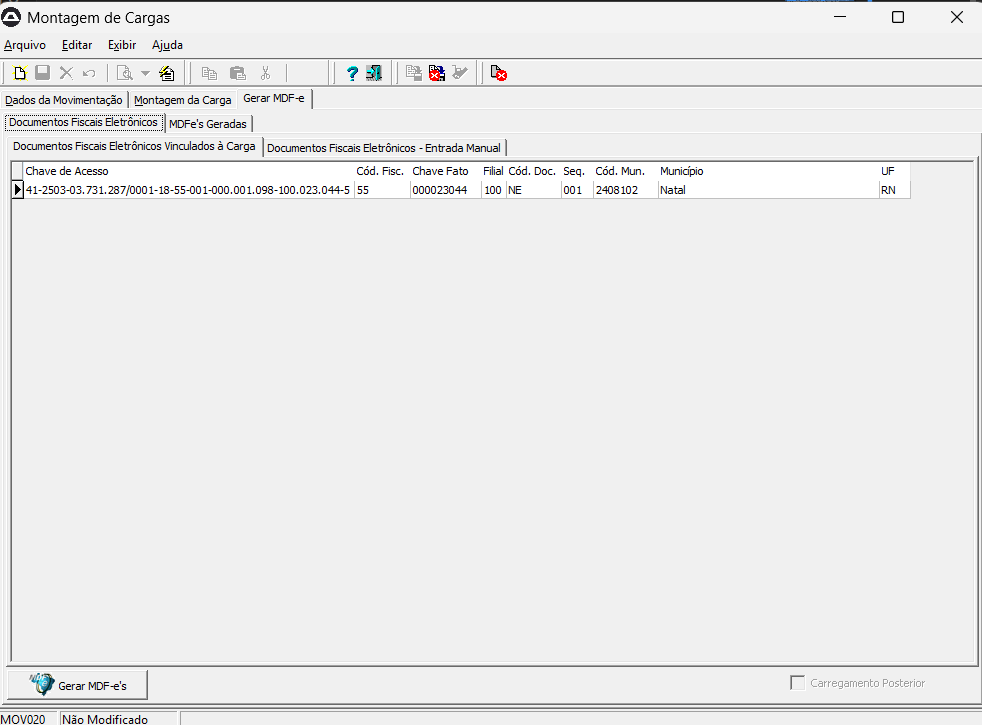 Montagem de Cargas
Arquivo Editar Exibir Ajuda
Dados da Movimentação Montagem da Carga Gerar MDF-e
Documentos Fiscais Eletrônicos MDFe's Geradas
Documentos Fiscais Eletrônicos Vinculados à Carga Documentos Fiscais Eletrônicos - Entrada Manual
Chave de Acesso Cód. Fisc. Chave Fato Filial Cód. Doc. Seq. Cód. Mun. Município UF
41-2503-03.731.287/0001-18-55-001-000.001.098-100.023.044-5 55 000023044 100 NE 001 2408102 Natal RN
Gerar MDF-e's Carregamento Posterior
MOV020 Não Modificado